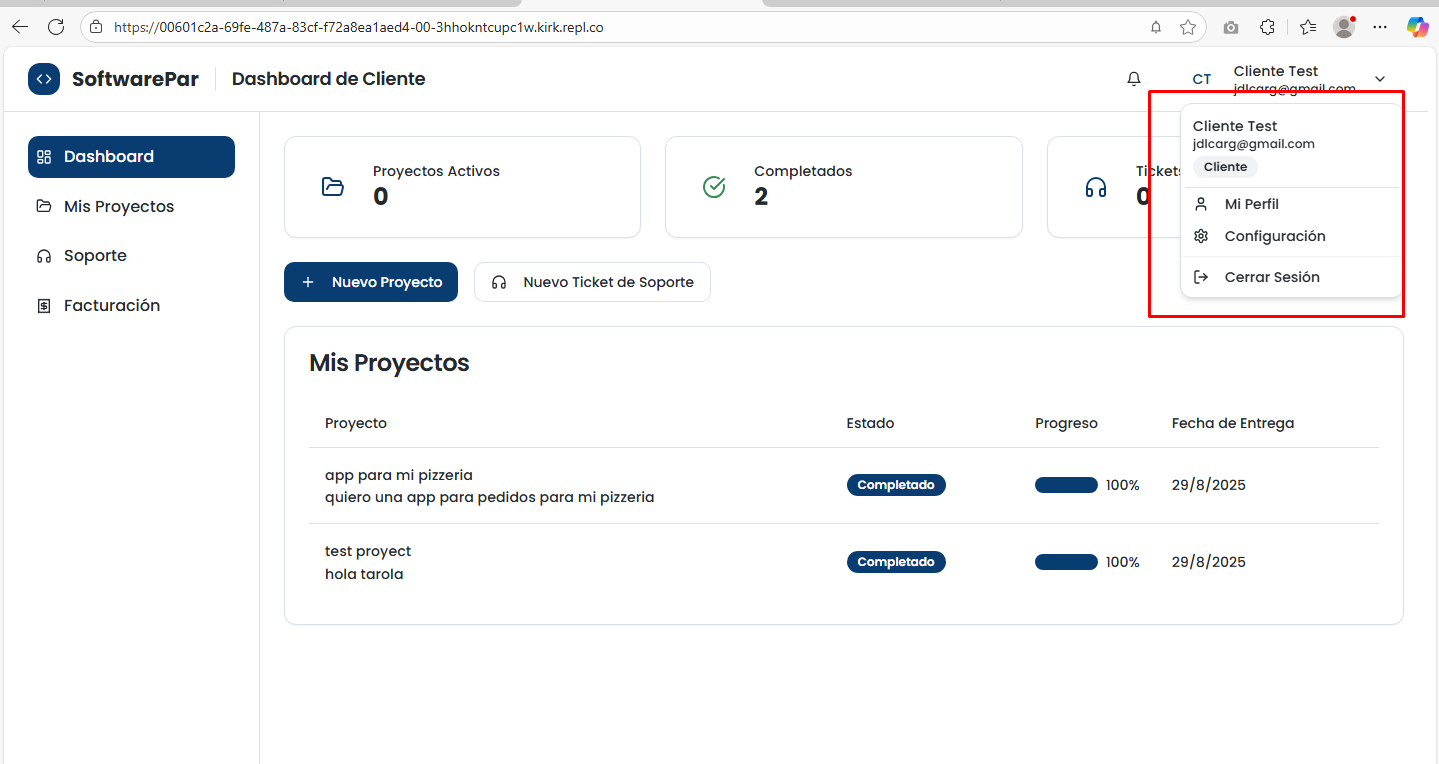 https://00601c2a-69fe-487a-83cf-f72a8ea1aed4-00-3hhokntcupc1w.kirk.repl.co
SoftwarePar
Dashboard de Cliente
CT
Cliente Test
jdlcarg@gmail.com
Cliente Test
jdlcarg@gmail.com
Cliente
Mi Perfil
Configuración
Cerrar Sesión
Dashboard
Mis Proyectos
Soporte
Facturación
Proyectos Activos
0
Completados
2
Tickets
0
+ Nuevo Proyecto
Nuevo Ticket de Soporte
Mis Proyectos
Proyecto Estado Progreso Fecha de Entrega
app para mi pizzeria
quiero una app para pedidos para mi pizzeria
Completado 100% 29/8/2025
test proyect
hola tarola
Completado 100% 29/8/2025